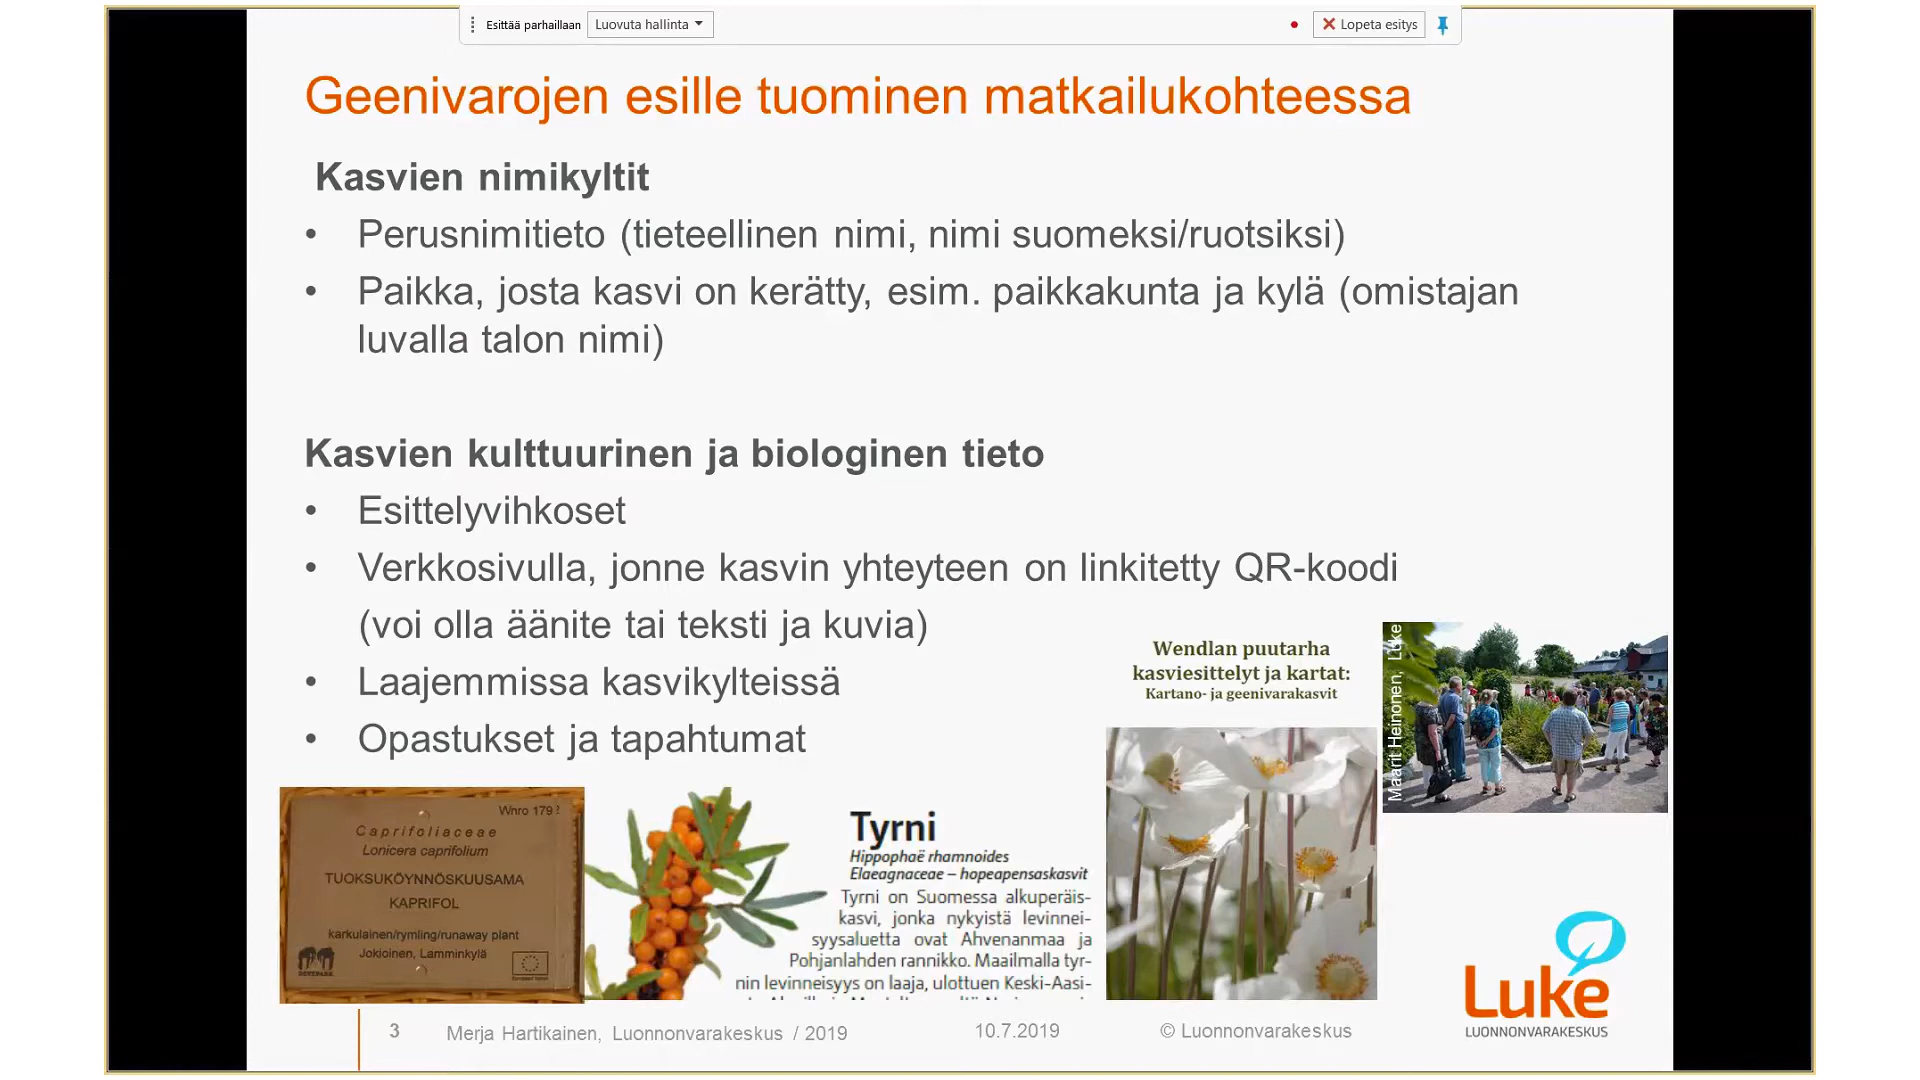 Esittää parhaillaan
Luovuta hallinta
Lopeta esitys
Geenivarojen esille tuominen matkailukohteessa
Kasvien nimikyltit
• Perusnimitieto (tieteellinen nimi, nimi suomeksi/ruotsiksi)
• Paikka, josta kasvi on kerätty, esim. paikkakunta ja kylä (omistajan
luvalla talon nimi)
Kasvien kulttuurinen ja biologinen tieto
• Esittelyvihkoset
• Verkkosivulla, jonne kasvin yhteyteen on linkitetty QR-koodi
(voi olla äänite tai teksti ja kuvia)
• Laajemmissa kasvikylteissä
• Opastukset ja tapahtumat
Wendlan puutarha
kasviesittelyt ja kartat:
Kartano- ja geenivarakasvit
Maarit Heinonen, Luke
Wnro 179
Caprifoliaceae
Lonicera caprifolium
TUOKSUKÖYNNÖSKUUSAMA
KAPRIFOL
karkulainen/rymling/runaway plant
Jokioinen, Lamminkylä
Tyrni
Hippophaë rhamnoides
Elaeagnaceae – hopeapensaskasvit
Tyrni on Suomessa alkuperäis-
kasvi, jonka nykyistä levinnei-
syysaluetta ovat Ahvenanmaa ja
Pohjanlahden rannikko. Maailmalla tyr-
nin levinneisyys on laaja, ulottuen Keski-Aasi-
Luke
LUONNONVARAKESKUS
3
Merja Hartikainen, Luonnonvarakeskus / 2019
10.7.2019
© Luonnonvarakeskus